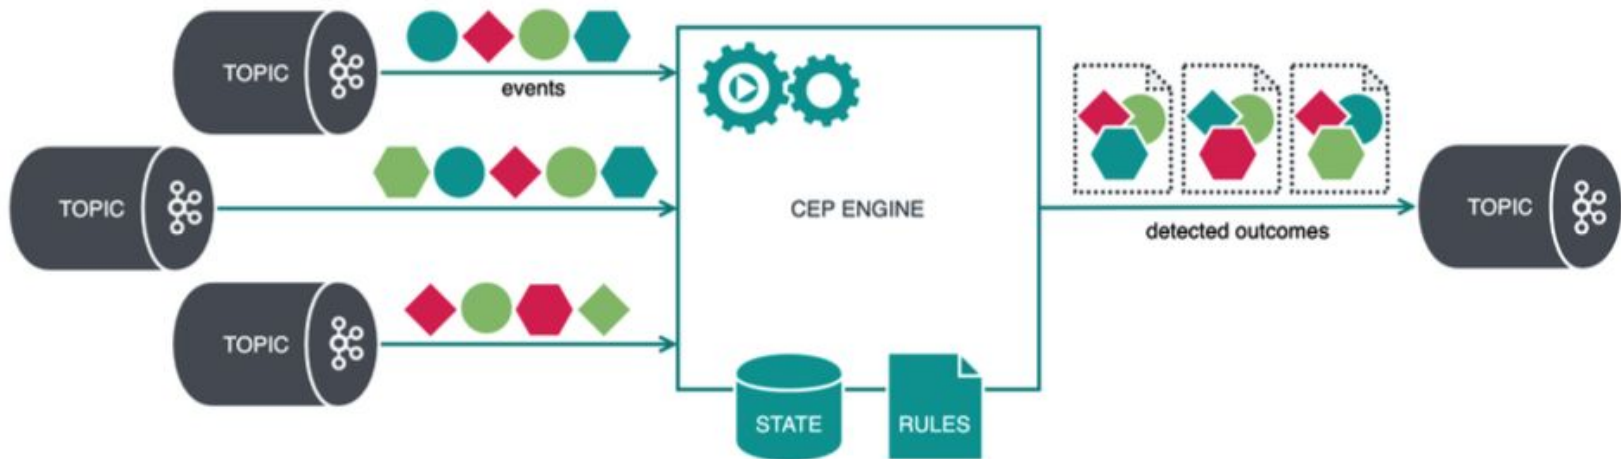 TOPIC
events
TOPIC
CEP ENGINE
TOPIC
detected outcomes
TOPIC
STATE
RULES